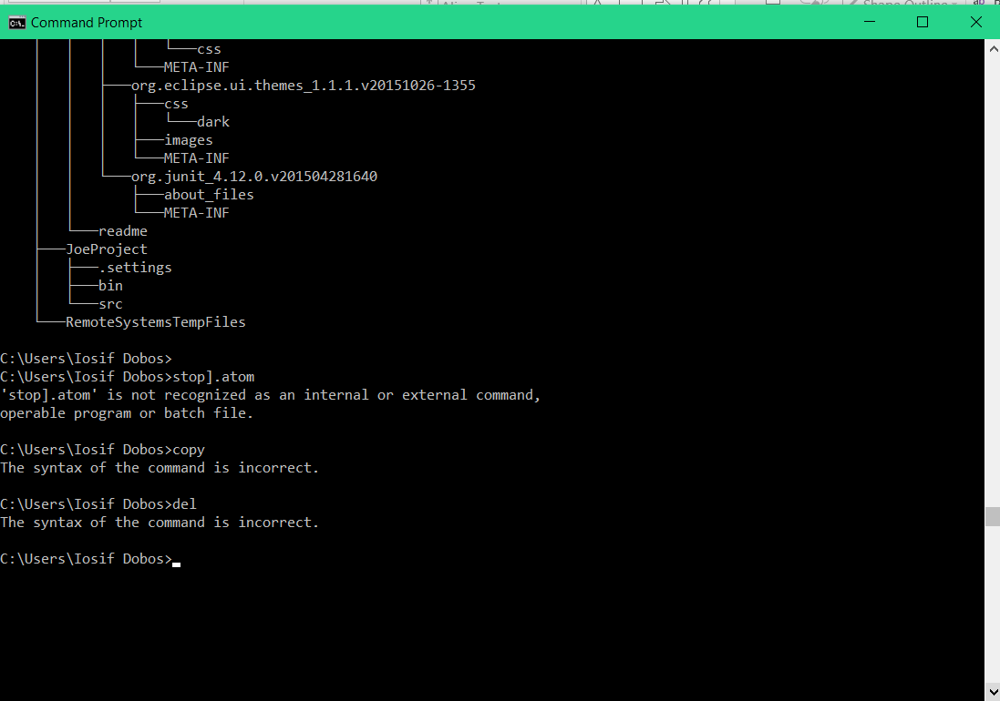 Command Prompt
css
META-INF
org.eclipse.ui.themes_1.1.1.v20151026-1355
css
dark
images
META-INF
org.junit_4.12.0.v201504281640
about_files
META-INF
readme
JoeProject
.settings
bin
src
RemoteSystemsTempFiles
C:\Users\Iosif Dobos>
C:\Users\Iosif Dobos>stop].atom
'stop].atom' is not recognized as an internal or external command,
operable program or batch file.
C:\Users\Iosif Dobos>copy
The syntax of the command is incorrect.
C:\Users\Iosif Dobos>del
The syntax of the command is incorrect.
C:\Users\Iosif Dobos>